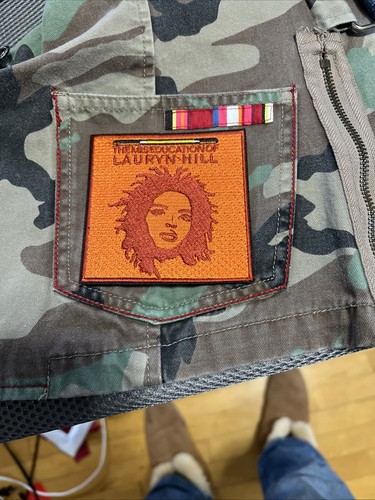 THE MISEDUCATION OF
LAURYN HILL